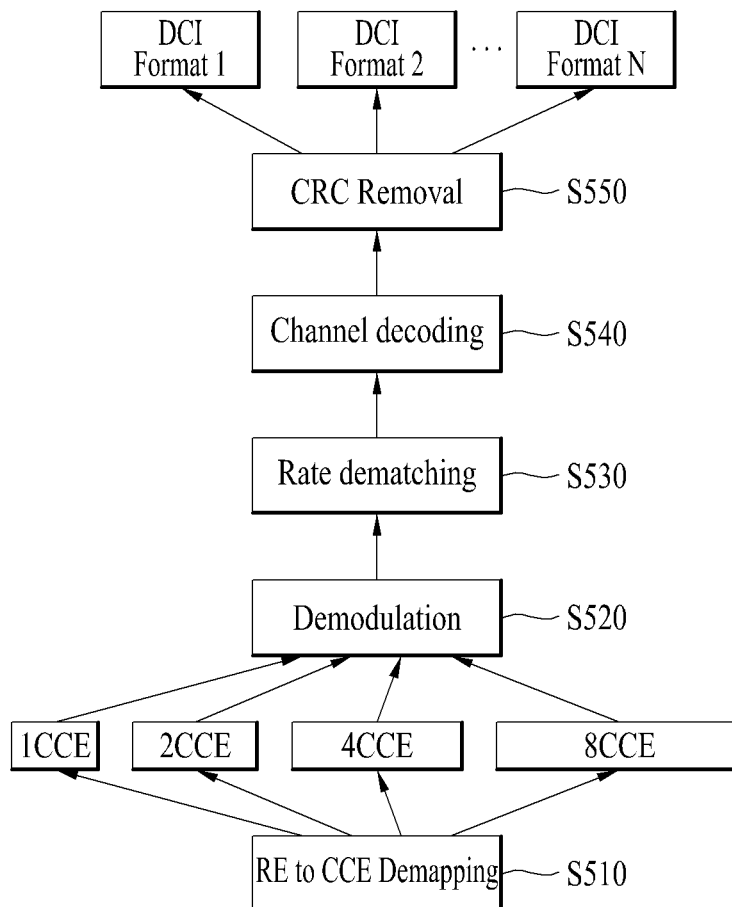 DCI
Format 1
DCI
Format 2
...
DCI
Format N
CRC Removal
S550
Channel decoding
S540
Rate dematching
S530
Demodulation
S520
1CCE
2CCE
4CCE
8CCE
RE to CCE Demapping
S510